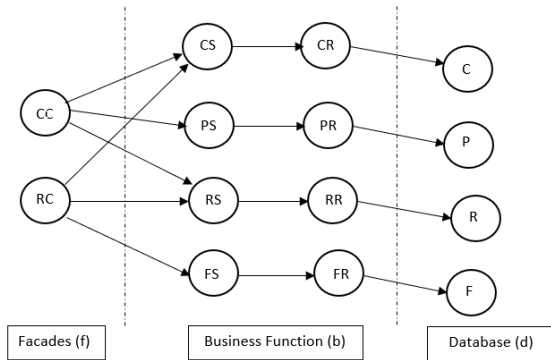 CS
CR
C
CC
PS
PR
P
RC
RS
RR
R
FS
FR
F
Facades (f)
Business Function (b)
Database (d)